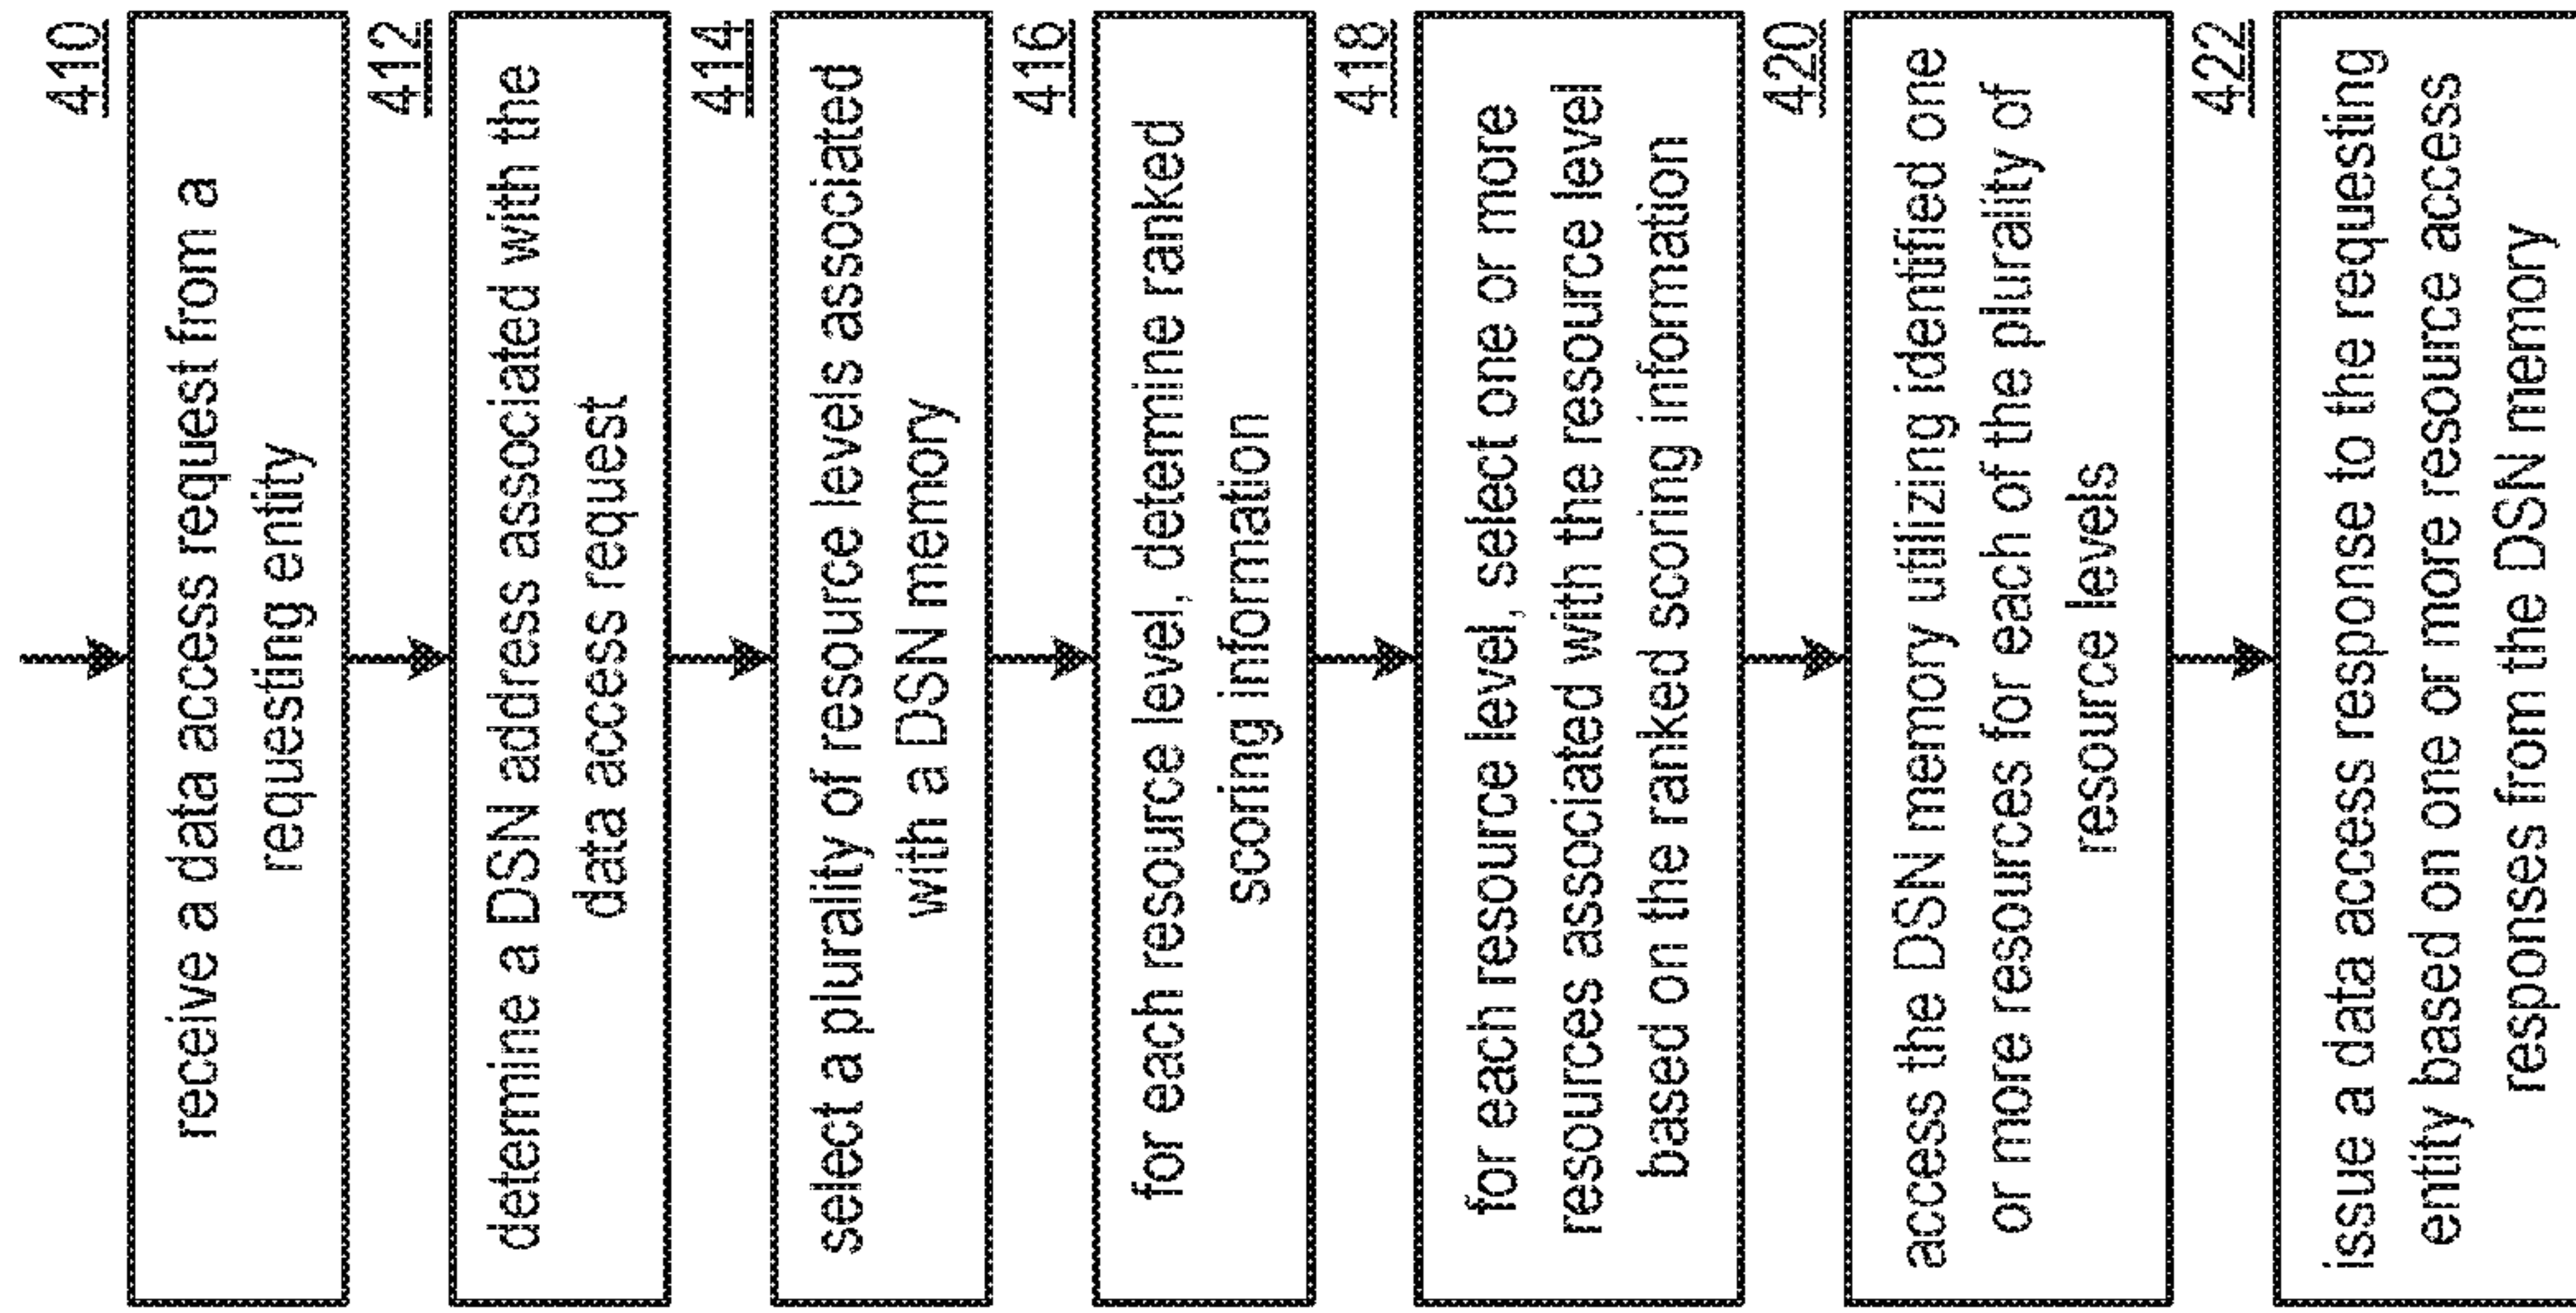 410
receive a data access request from a
requesting entity
412
determine a DSN address associated with the
data access request
414
select a plurality of resource levels associated
with a DSN memory
416
for each resource level, determine ranked
scoring information
418
for each resource level, select one or more
resources associated with the resource level
based on the ranked scoring information
420
access the DSN memory utilizing identified one
or more resources for each of the plurality of
resource levels
422
issue a data access response to the requesting
entity based on one or more resource access
responses from the DSN memory